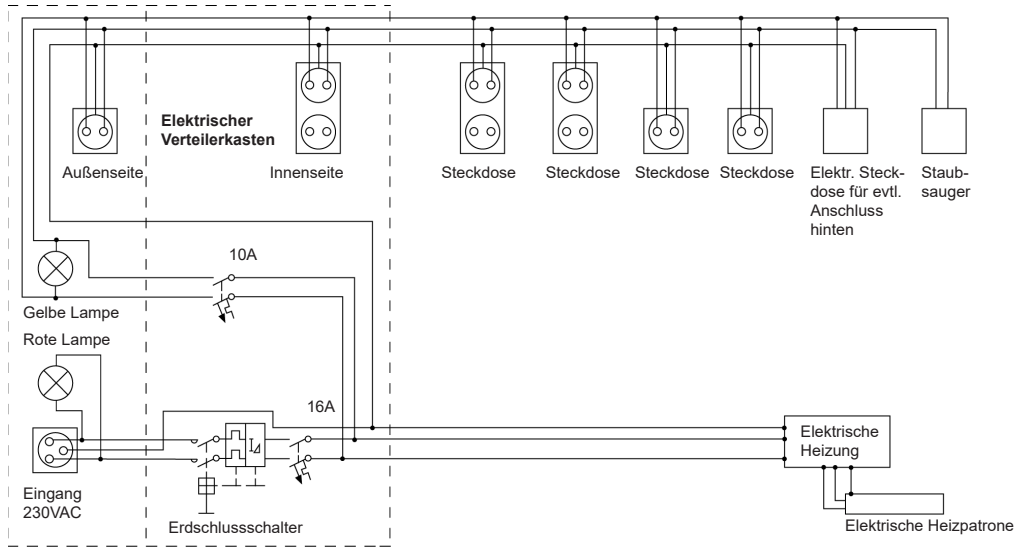 Elektrischer
Verteilerkasten
Außenseite
Innenseite
Steckdose
Steckdose
Steckdose
Steckdose
Elektr. Steck-
dose für evtl.
Anschluss
hinten
Staub-
sauger
10A
Gelbe Lampe
Rote Lampe
16A
Elektrische
Heizung
Eingang
230VAC
Erdschlussschalter
Elektrische Heizpatrone